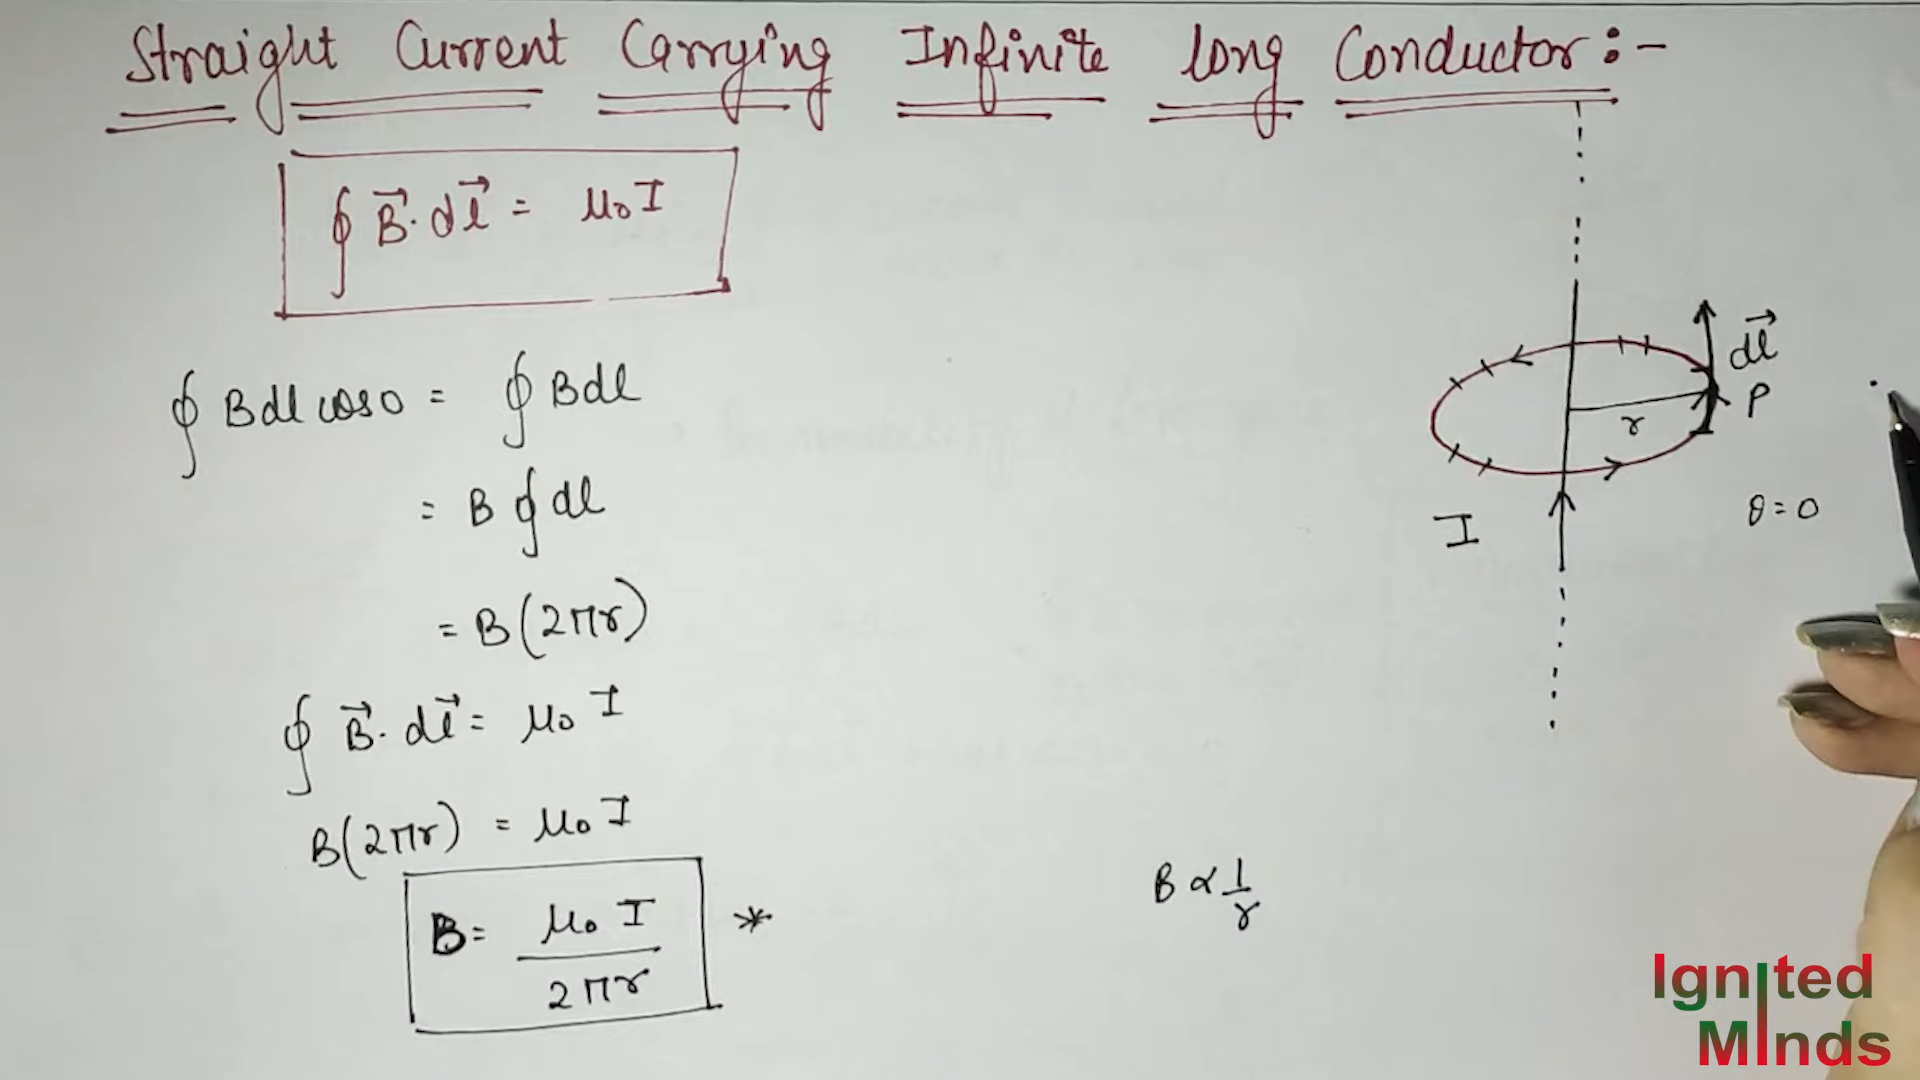 Straight Current Carrying Infinite long Conductor:-
∮ B⃗. dl⃗ = μ₀ I
∮ Bdl cos0 = ∮ Bdl
= B ∮ dl
= B(2πr)
∮ B⃗. dl⃗ = μ₀ I
B(2πr) = μ₀ I
B = μ₀ I / 2πr *
dl⃗
P
r
I
θ = 0
B ∝ 1/r
Ignited
Minds